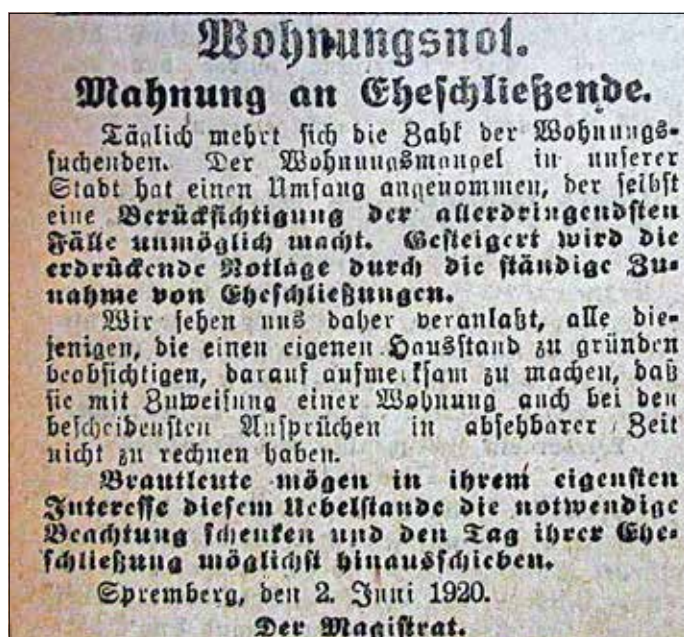 Wohnungsnot.
Mahnung an Eheschließende.
Täglich mehrt sich die Zahl der Wohnungs-
suchenden. Der Wohnungsmangel in unserer
Stadt hat einen Umfang angenommen, der selbst
eine Berücksichtigung der allerdringendsten
Fälle unmöglich macht. Gesteigert wird die
erdrückende Notlage durch die ständige Zu-
nahme von Eheschließungen.
Wir sehen uns daher veranlaßt, alle die-
jenigen, die einen eigenen Hausstand zu gründen
beabsichtigen, darauf aufmerksam zu machen, daß
sie mit Zuweisung einer Wohnung auch bei den
bescheidensten Ansprüchen in absehbarer Zeit
nicht zu rechnen haben.
Brautleute mögen in ihrem eigensten
Interesse diesem Uebelstande die notwendige
Beachtung schenken und den Tag ihrer Ehe-
schließung möglichst hinausschieben.
Spremberg, den 2. Juni 1920.
Der Magistrat.